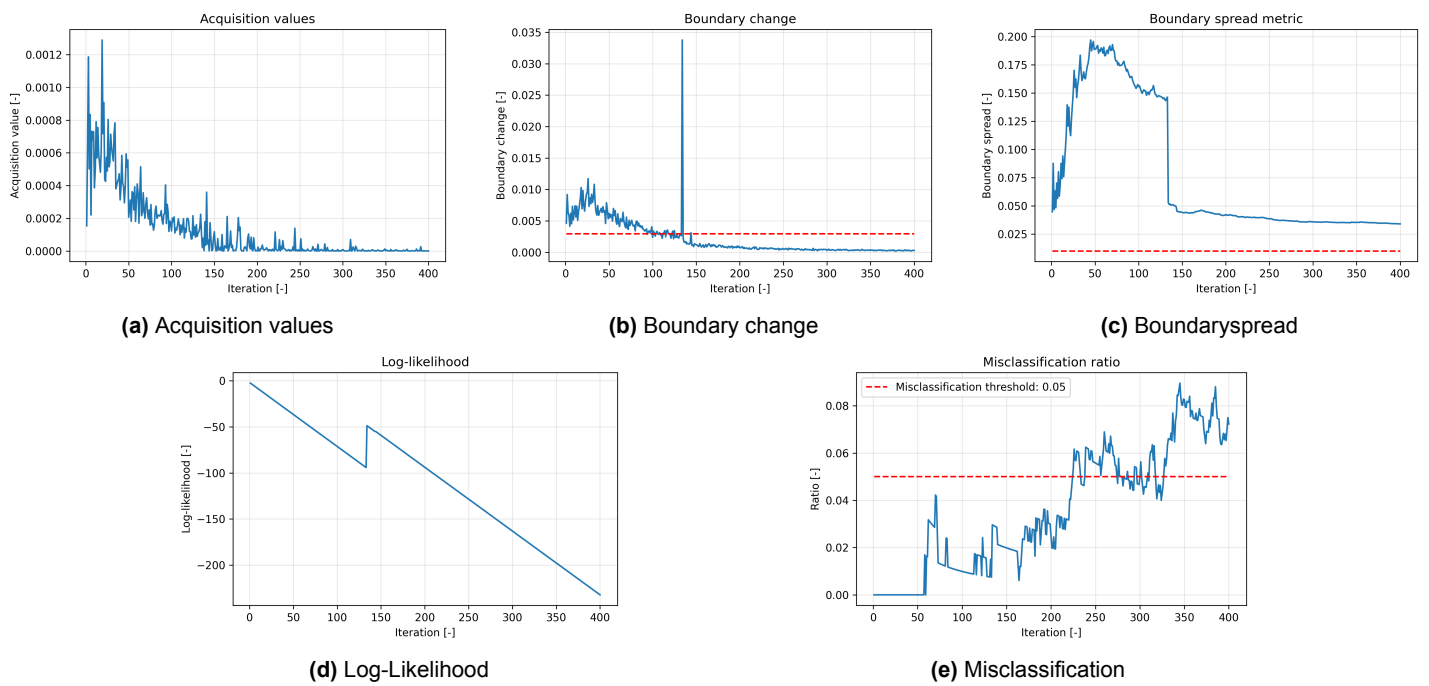 Acquisition values
0.0012
0.0010
0.0008
0.0006
0.0004
0.0002
0.0000
Acquisition value [-]
0 50 100 150 200 250 300 350 400
Iteration [-]
(a) Acquisition values
Boundary change
0.035
0.030
0.025
0.020
0.015
0.010
0.005
0.000
Boundary change [-]
0 50 100 150 200 250 300 350 400
Iteration [-]
(b) Boundary change
Boundary spread metric
0.200
0.175
0.150
0.125
0.100
0.075
0.050
0.025
Boundary spread [-]
0 50 100 150 200 250 300 350 400
Iteration [-]
(c) Boundaryspread
Log-likelihood
0
−50
−100
−150
−200
Log-likelihood [-]
0 50 100 150 200 250 300 350 400
Iteration [-]
(d) Log-Likelihood
Misclassification ratio
Misclassification threshold: 0.05
0.08
0.06
0.04
0.02
0.00
Ratio [-]
0 50 100 150 200 250 300 350 400
Iteration [-]
(e) Misclassification